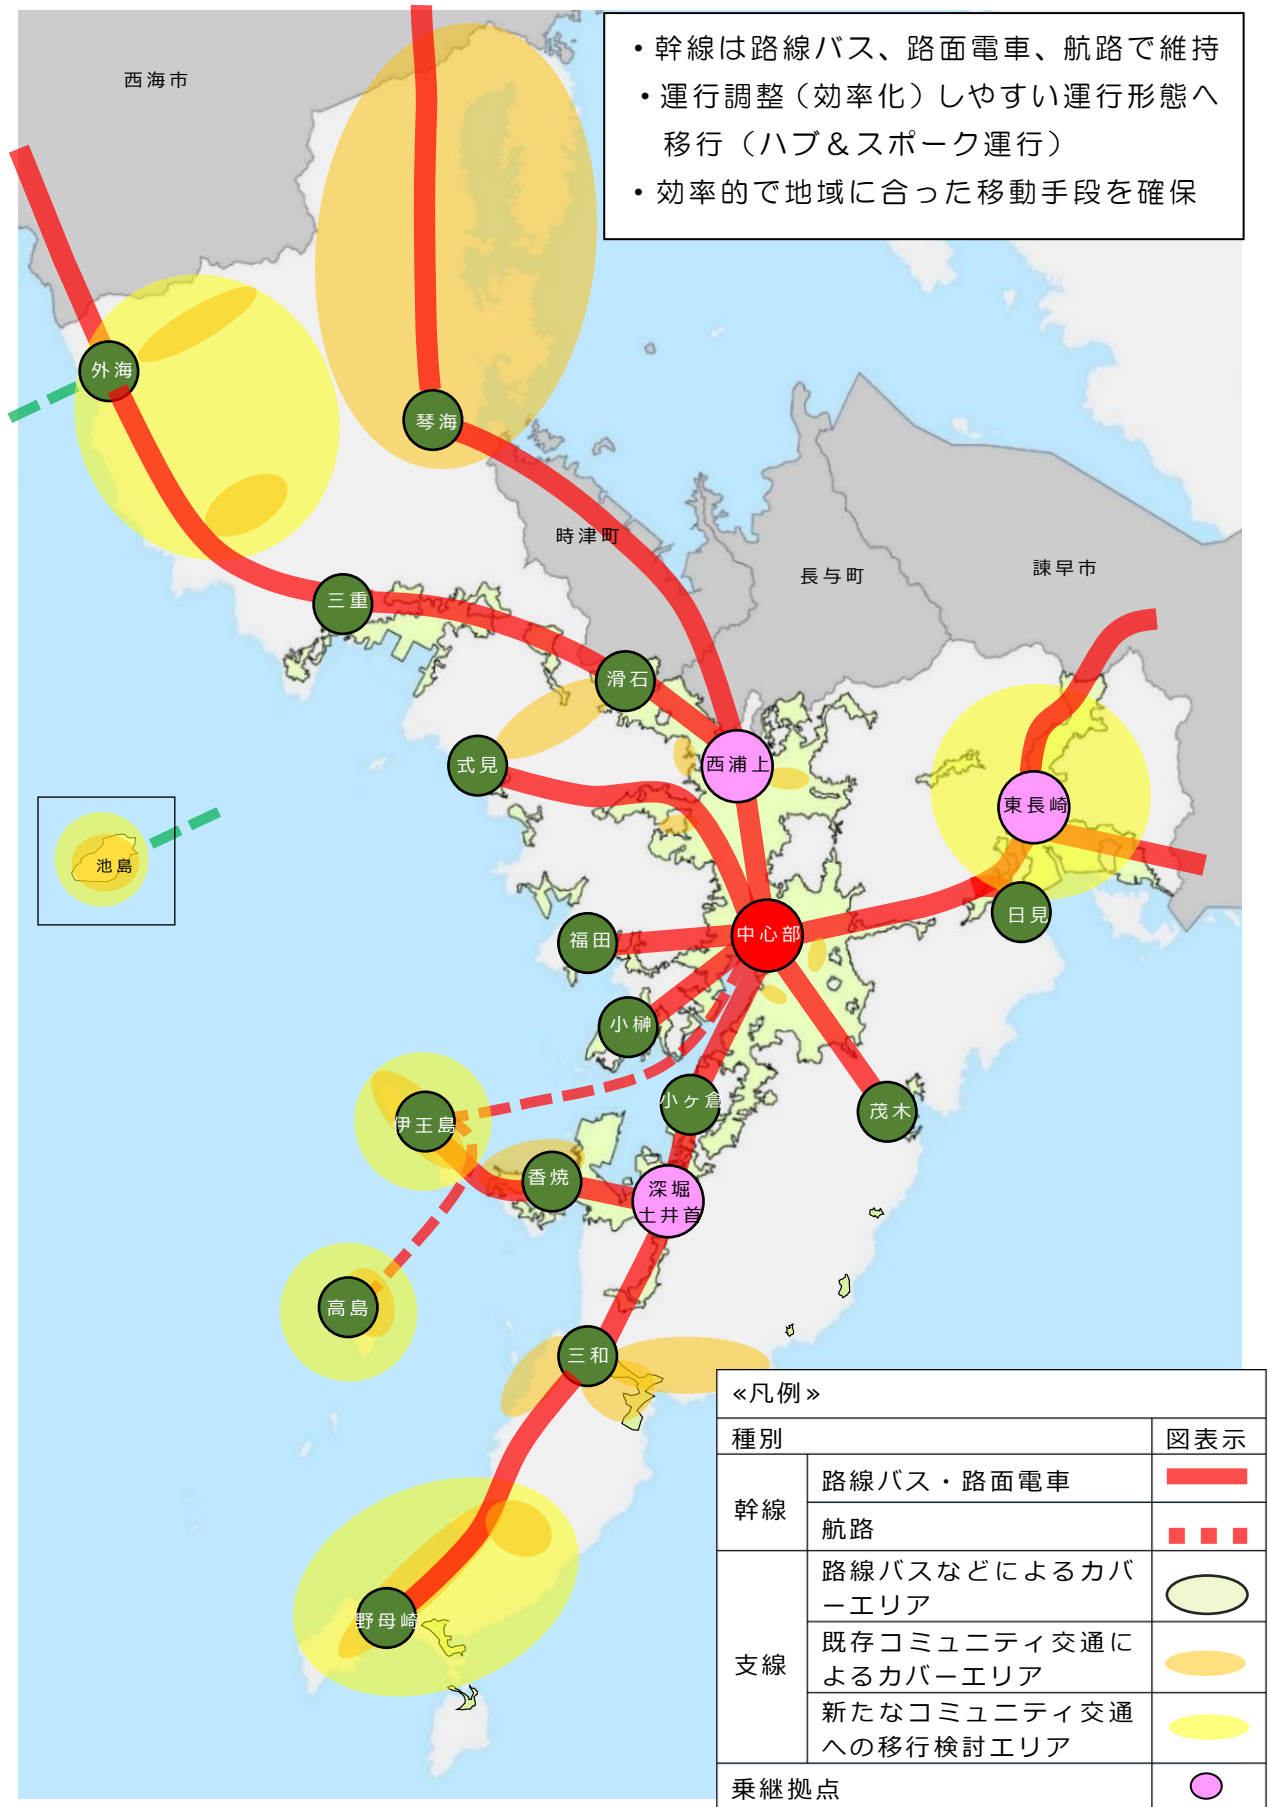 ・幹線は路線バス、路面電車、航路で維持
・運行調整（効率化）しやすい運行形態へ
移行（ハブ＆スポーク運行）
・効率的で地域に合った移動手段を確保
西海市
外海
琴海
時津町
長与町
諫早市
三重
滑石
式見
西浦上
東長崎
池島
日見
福田
中心部
小榊
小ヶ倉
茂木
伊王島
香焼
深堀
土井首
高島
三和
野母崎
≪凡例≫
種別
図表示
幹線
路線バス・路面電車
航路
支線
路線バスなどによるカバ
ーエリア
既存コミュニティ交通に
よるカバーエリア
新たなコミュニティ交通
への移行検討エリア
乗継拠点